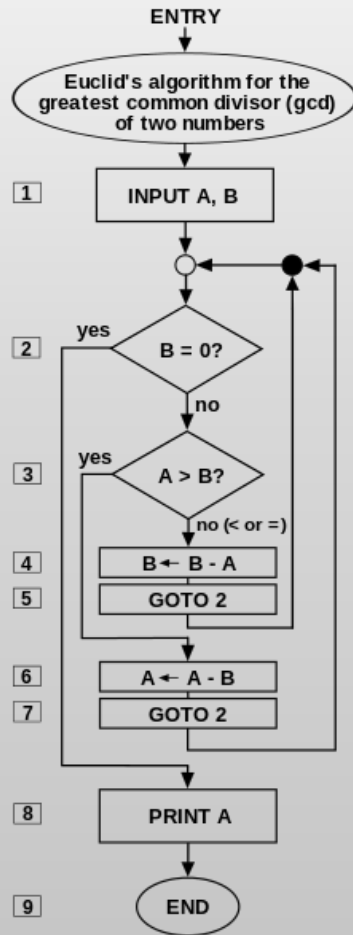 ENTRY
Euclid's algorithm for the
greatest common divisor (gcd)
of two numbers
1
INPUT A, B
yes
2
B = 0?
no
yes
3
A > B?
no (< or =)
4
B ← B - A
5
GOTO 2
6
A ← A - B
7
GOTO 2
8
PRINT A
9
END